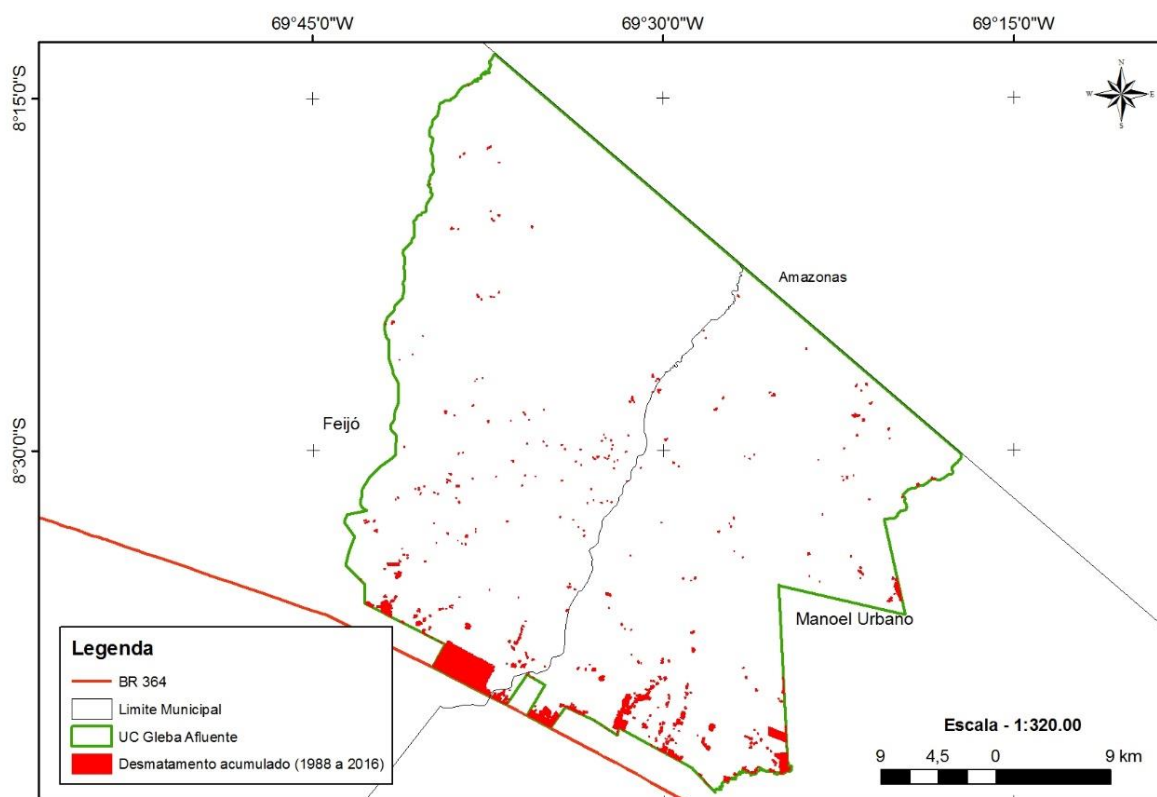 69°45'0"W 69°30'0"W 69°15'0"W
8°15'0"S
N
W E
S
Amazonas
Feijó
8°30'0"S
Manoel Urbano
Legenda
BR 364
Limite Municipal
UC Gleba Afluente
Desmatamento acumulado (1988 a 2016)
Escala - 1:320.00
9 4,5 0 9 km